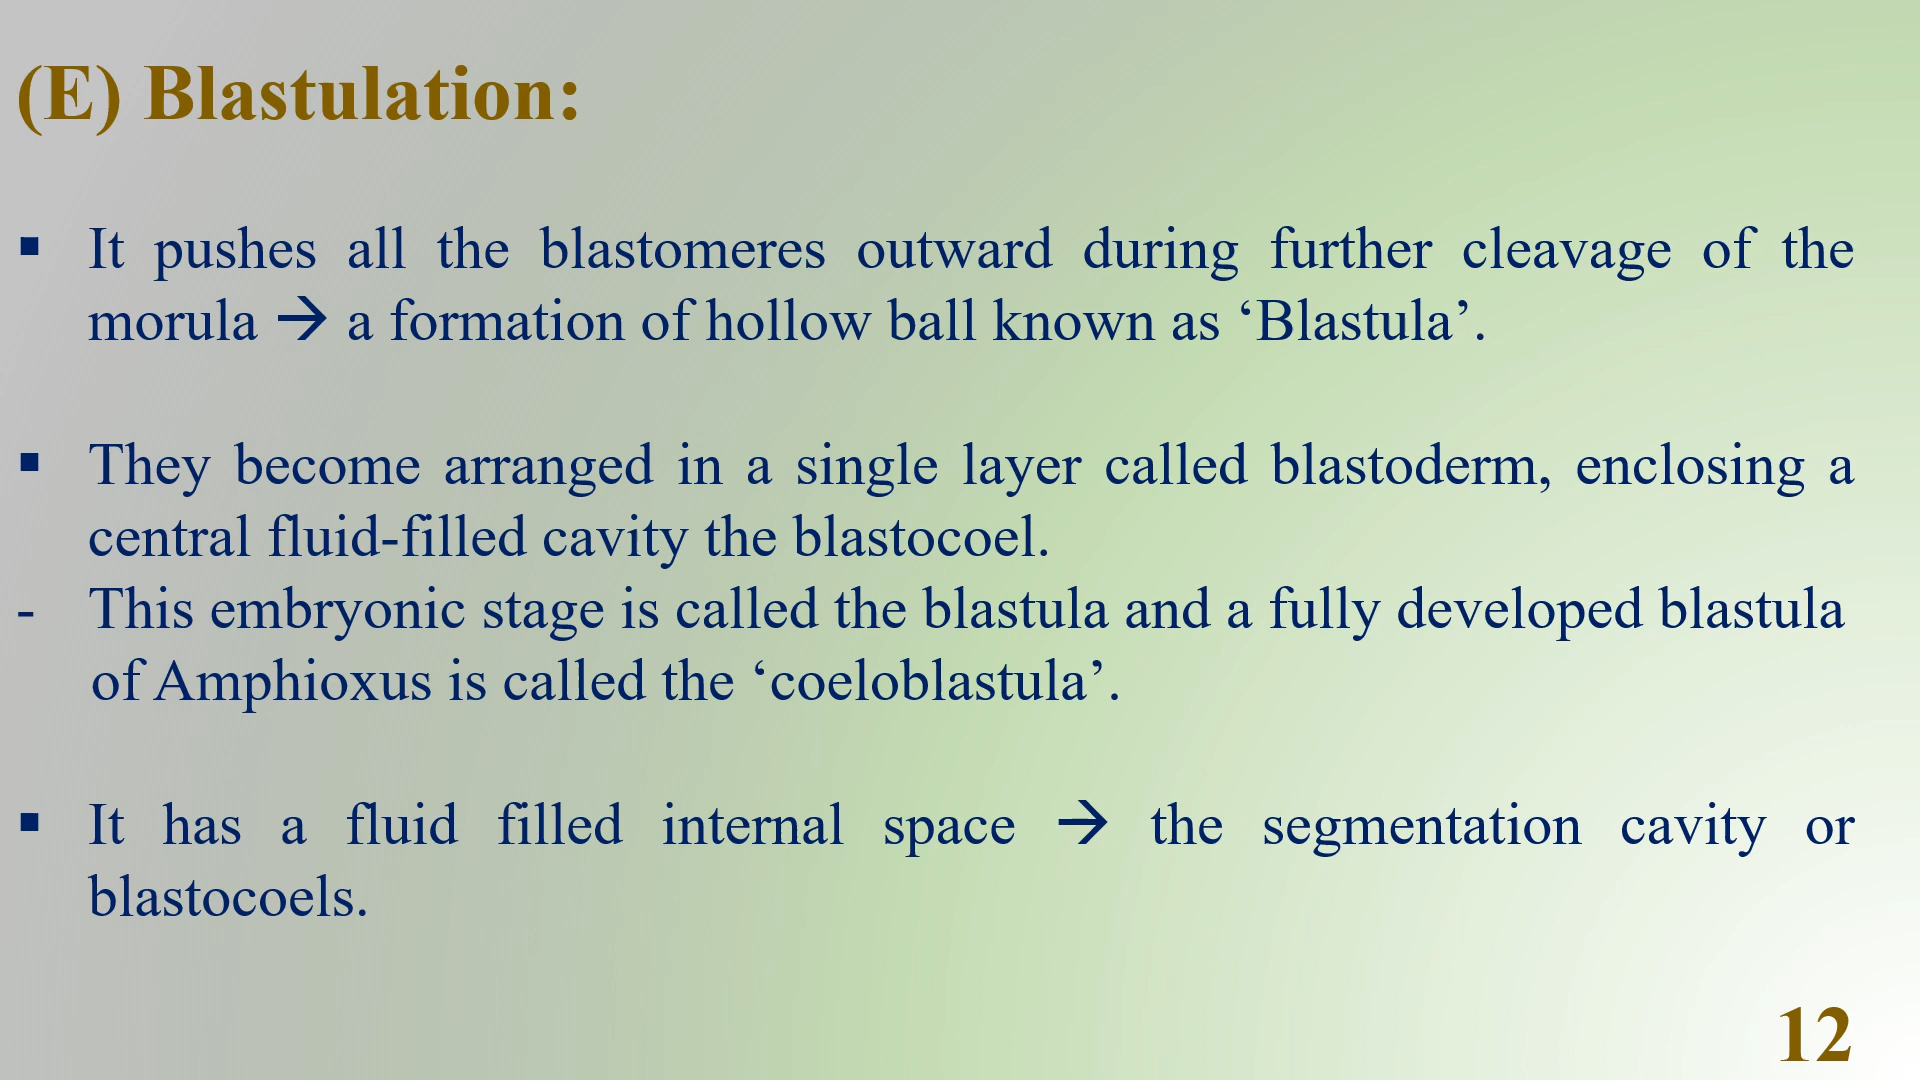 (E) Blastulation:
▪ It pushes all the blastomeres outward during further cleavage of the
morula → a formation of hollow ball known as ‘Blastula’.
▪ They become arranged in a single layer called blastoderm, enclosing a
central fluid-filled cavity the blastocoel.
- This embryonic stage is called the blastula and a fully developed blastula
of Amphioxus is called the ‘coeloblastula’.
▪ It has a fluid filled internal space → the segmentation cavity or
blastocoels.
12